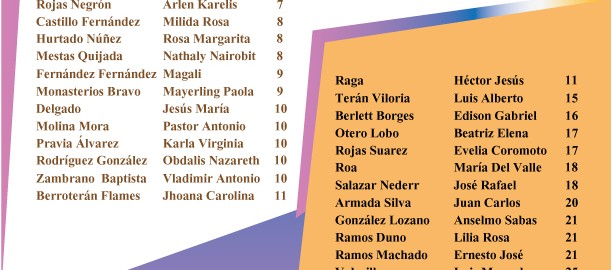 Rojas Negrón Arlen Karelis 7
Castillo Fernández Milida Rosa 8
Hurtado Núñez Rosa Margarita 8
Mestas Quijada Nathaly Nairobit 8
Fernández Fernández Magali 9
Monasterios Bravo Mayerling Paola 9
Delgado Jesús María 10
Molina Mora Pastor Antonio 10
Pravia Álvarez Karla Virginia 10
Rodríguez González Obdalis Nazareth 10
Zambrano Baptista Vladimir Antonio 10
Berroterán Flames Jhoana Carolina 11
Raga Héctor Jesús 11
Terán Viloria Luis Alberto 15
Berlett Borges Edison Gabriel 16
Otero Lobo Beatriz Elena 17
Rojas Suarez Evelia Coromoto 17
Roa María Del Valle 18
Salazar Nederr José Rafael 18
Armada Silva Juan Carlos 20
González Lozano Anselmo Sabas 21
Ramos Duno Lilia Rosa 21
Ramos Machado Ernesto José 21